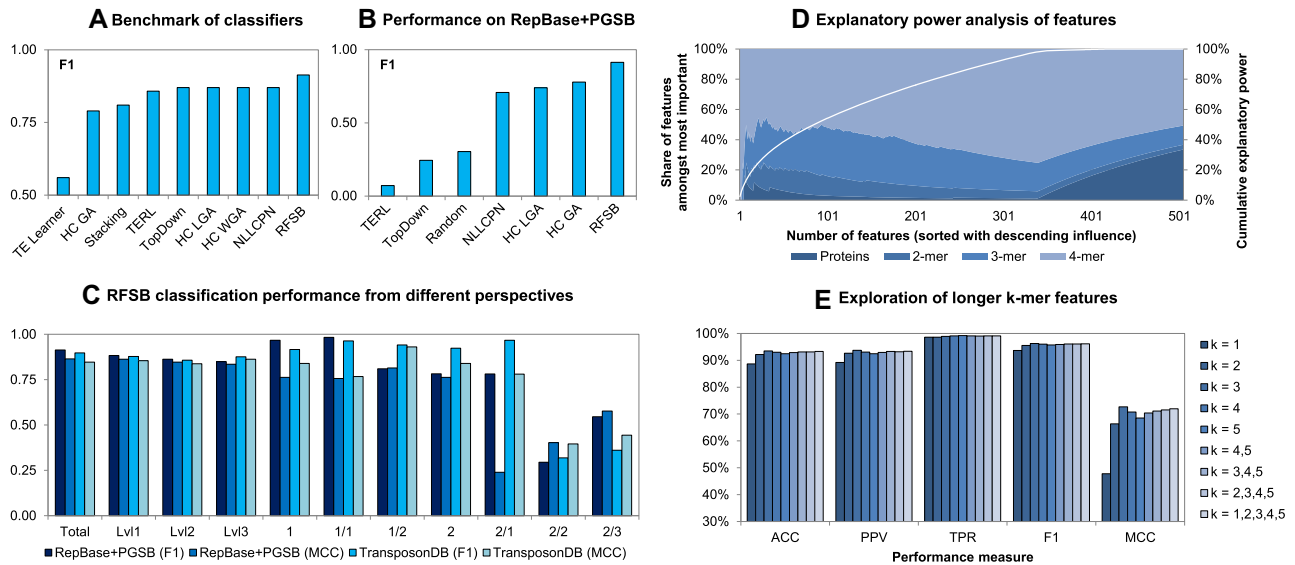 A Benchmark of classifiers
F1
1.00
0.75
0.50
TE Learner
HC GA
Stacking
TERL
TopDown
HC LGA
HC WGA
NLLCPN
RFSB
B Performance on RepBase+PGSB
F1
1.00
0.50
0.00
TERL
TopDown
Random
NLLCPN
HC LGA
HC GA
RFSB
D Explanatory power analysis of features
Share of features
amongst most important
100%
80%
60%
40%
20%
0%
1 101 201 301 401 501
100%
80%
60%
40%
20%
0%
Cumulative explanatory power
Number of features (sorted with descending influence)
Proteins 2-mer 3-mer 4-mer
C RFSB classification performance from different perspectives
1.00
0.75
0.50
0.25
0.00
Total Lvl1 Lvl2 Lvl3 1 1/1 1/2 2 2/1 2/2 2/3
RepBase+PGSB (F1) RepBase+PGSB (MCC) TransposonDB (F1) TransposonDB (MCC)
E Exploration of longer k-mer features
100%
90%
80%
70%
60%
50%
40%
30%
ACC PPV TPR F1 MCC
Performance measure
k = 1
k = 2
k = 3
k = 4
k = 5
k = 4,5
k = 3,4,5
k = 2,3,4,5
k = 1,2,3,4,5